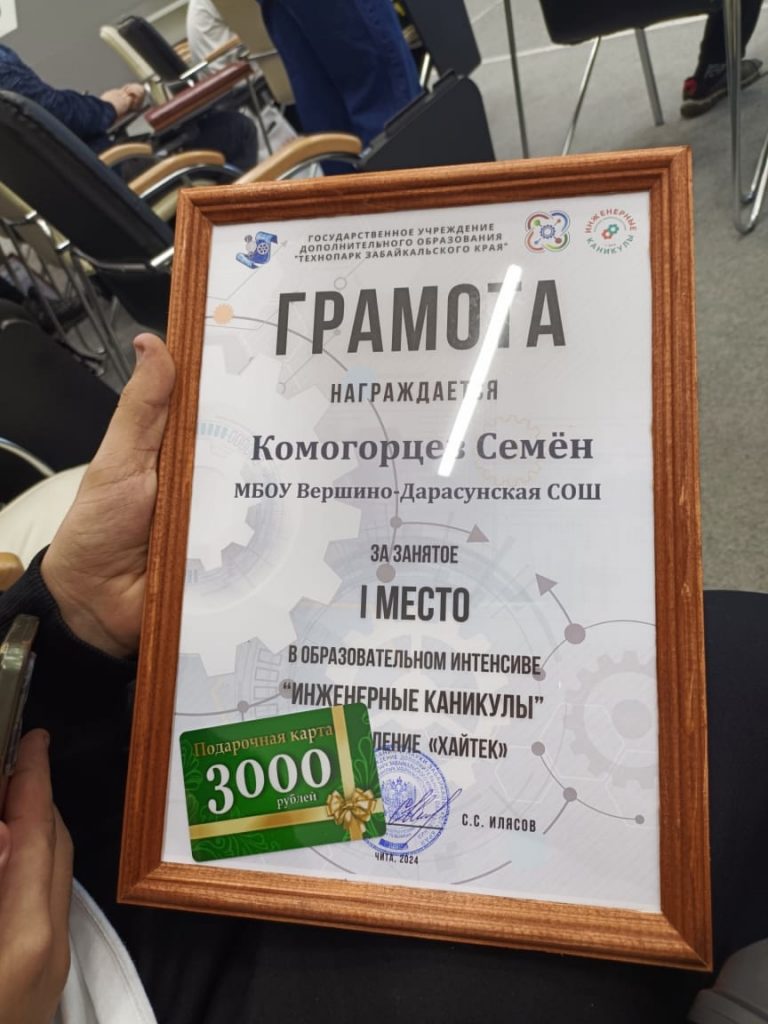 ГОСУДАРСТВЕННОЕ УЧРЕЖДЕНИЕ
ДОПОЛНИТЕЛЬНОГО ОБРАЗОВАНИЯ
"ТЕХНОПАРК ЗАБАЙКАЛЬСКОГО КРАЯ"
ИНЖЕНЕРНЫЕ
КАНИКУЛЫ
ГРАМОТА
НАГРАЖДАЕТСЯ
Комогорцев Семён
МБОУ Вершино-Дарасунская СОШ
ЗА ЗАНЯТОЕ
I МЕСТО
В ОБРАЗОВАТЕЛЬНОМ ИНТЕНСИВЕ
“ИНЖЕНЕРНЫЕ КАНИКУЛЫ”
ЛЕНИЕ «ХАЙТЕК»
Подарочная карта
3000
рублей
С.С. ИЛЯСОВ
ЧИТА, 2024